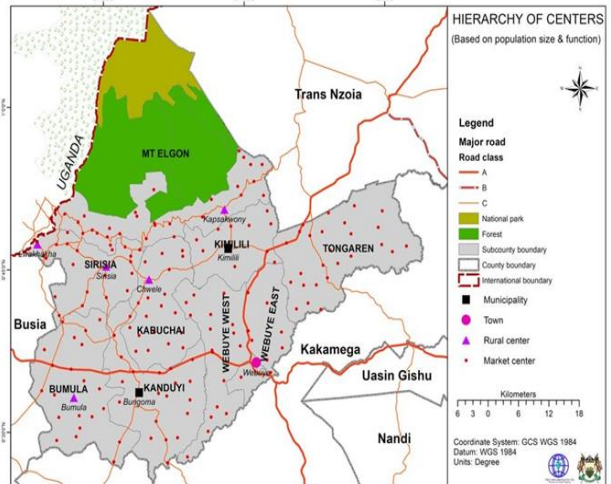 HIERARCHY OF CENTERS
(Based on population size & function)
Legend
Major road
Road class
A
B
C
National park
Forest
Subcounty boundary
County boundary
International boundary
Municipality
Town
Rural center
Market center
Kilometers
6 3 0 6 12 18
Coordinate System: GCS WGS 1984
Datum: WGS 1984
Units: Degree
Trans Nzoia
UGANDA
MT ELGON
Kapsakwony
KIMILILI
Kimilili
TONGAREN
SIRISIA
Sirisia
Chwele
Busia
KABUCHAI
WEBUYE WEST
WEBUYE EAST
Kakamega
Webuye
Uasin Gishu
BUMULA
Bumula
KANDUYI
Bungoma
Nandi